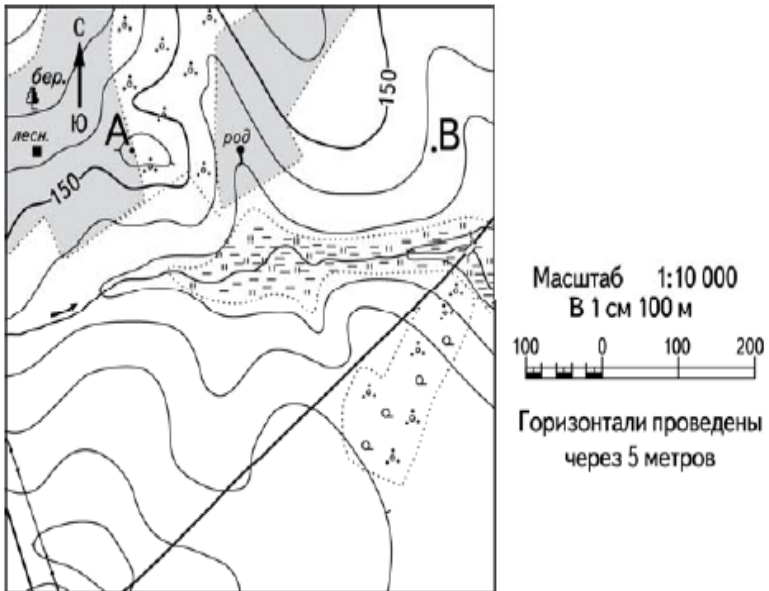 С
бер.
Ю
лесн.
А
род
В
150
150
Масштаб 1:10 000
В 1 см 100 м
100 0 100 200
Горизонтали проведены
через 5 метров